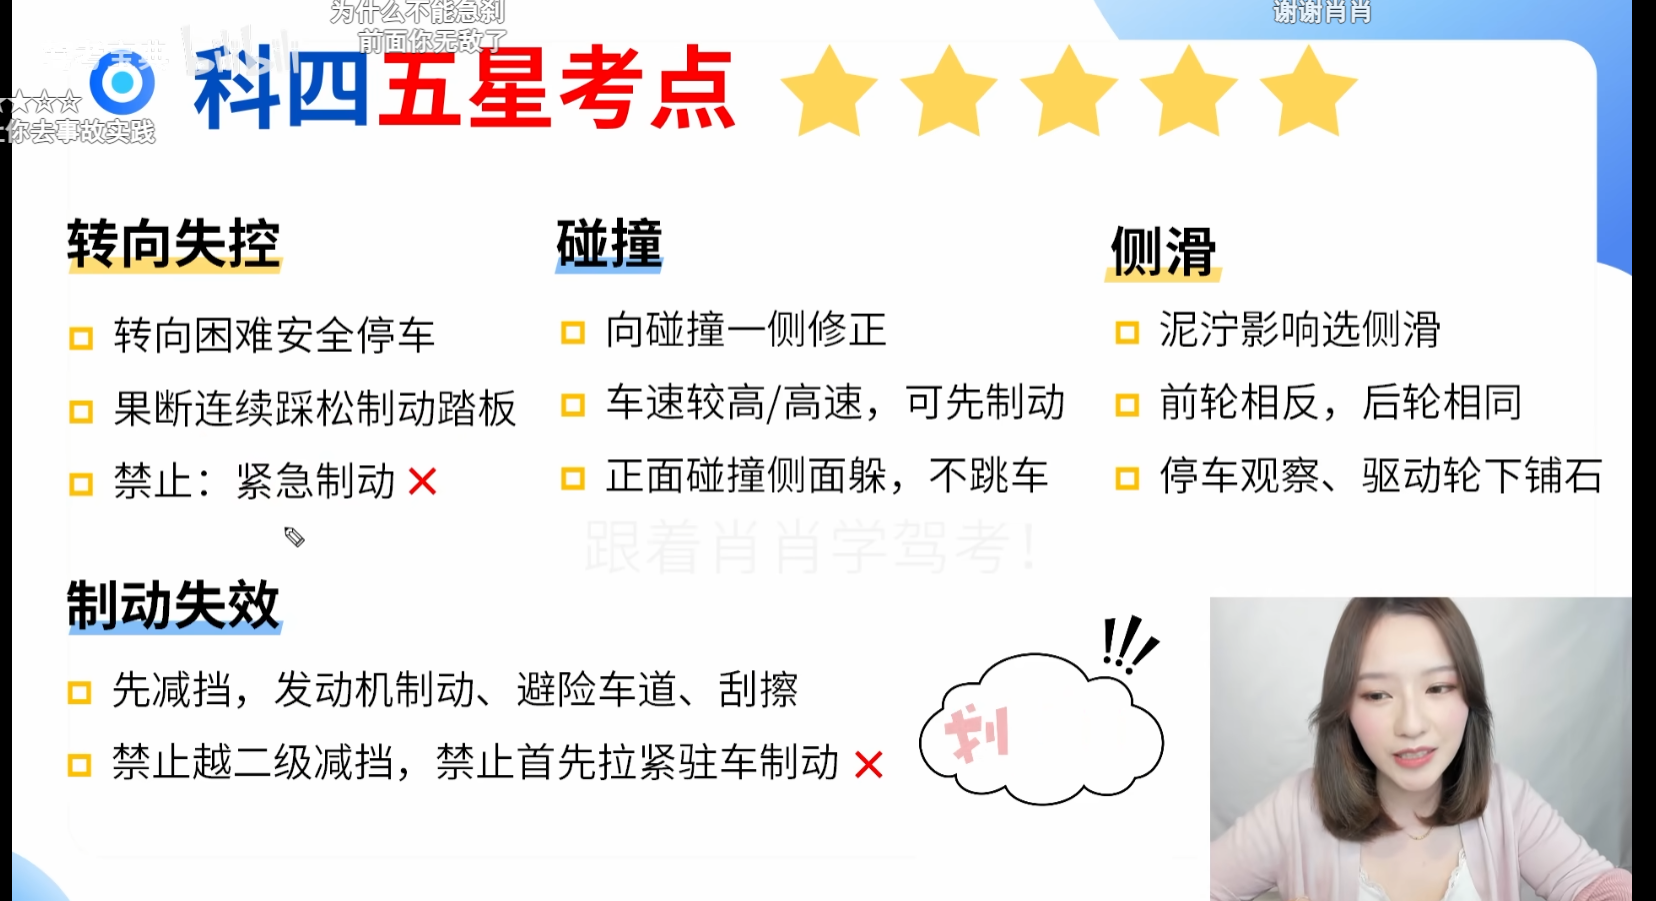 为什么不能急刹
谢谢肖肖
前面你无敌了
bilibili
科四五星考点
★☆☆
你去事故实践
转向失控
转向困难安全停车
果断连续踩松制动踏板
禁止：紧急制动 ×
碰撞
向碰撞一侧修正
车速较高/高速，可先制动
正面碰撞侧面躲，不跳车
侧滑
泥泞影响选侧滑
前轮相反，后轮相同
停车观察、驱动轮下铺石
跟着肖肖学驾考！
制动失效
先减挡，发动机制动、避险车道、刮擦
禁止越二级减挡，禁止首先拉紧驻车制动 ×
!!!